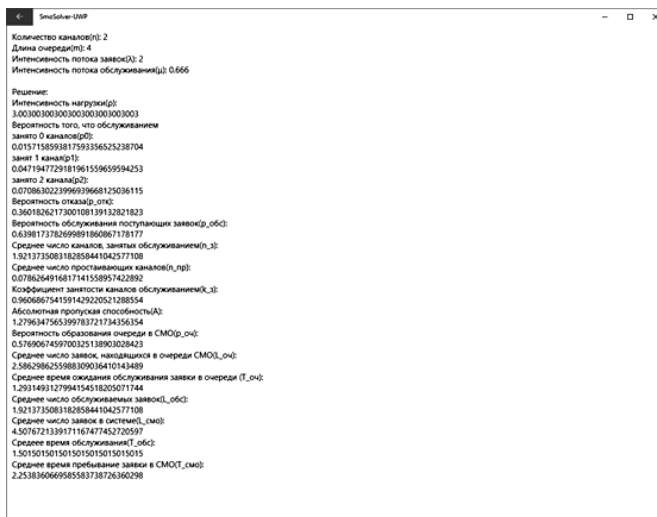 SmoSolver-UWP
Количество каналов(n): 2
Длина очереди(m): 4
Интенсивность потока заявок(λ): 2
Интенсивность потока обслуживания(μ): 0.666
Решение:
Интенсивность нагрузки(ρ):
3.003003003003003003003003003
Вероятность того, что обслуживанием
занято 0 каналов(p0):
0.0157158593817593356525238704
занят 1 канал(p1):
0.0471947729181961559659594253
занято 2 канала(p2):
0.0708630223996939668125036115
Вероятность отказа(p_отк):
0.3601826217300108139132821823
Вероятность обслуживания поступающих заявок(p_обс):
0.6398173782699891860867178177
Среднее число каналов, занятых обслуживанием(n_з):
1.9213735083182858441042577108
Среднее число простаивающих каналов(n_пр):
0.0786264916817141558957422892
Коэффициент занятости каналов обслуживанием(k_з):
0.9606867541591429220521288554
Абсолютная пропуская способность(A):
1.2796347565399783721734356354
Вероятность образования очереди в СМО(p_оч):
0.5769067459700325138903028423
Среднее число заявок, находящихся в очереди СМО(L_оч):
2.5862986255988309036410143489
Среднее время ожидания обслуживания заявки в очереди (T_оч):
1.2931493127994154518205071744
Среднее число обслуживаемых заявок(L_обс):
1.9213735083182858441042577108
Среднее число заявок в системе(L_смо):
4.5076721339171167477452720597
Средеее время обслуживания(T_обс):
1.5015015015015015015015015015
Среднее время пребывание заявки в СМО(T_смо):
2.2538360669585583738726360298